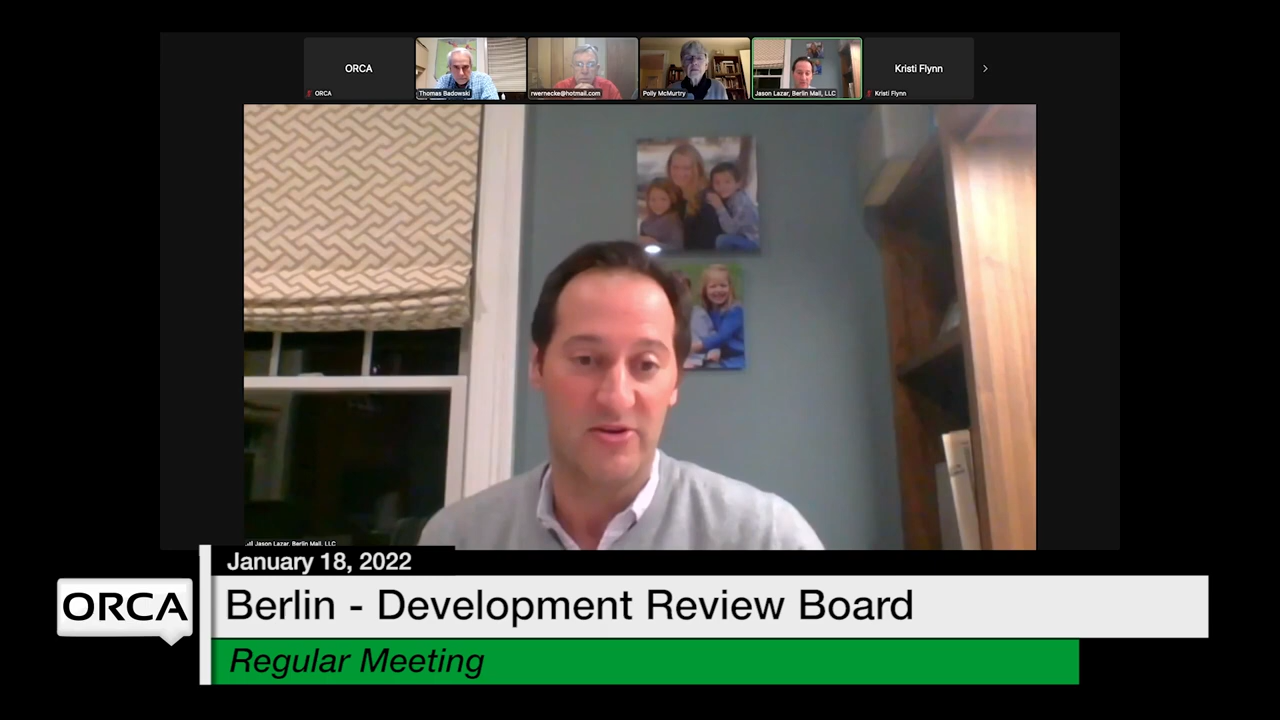 ORCA
Kristi Flynn
ORCA
Thomas Badowski
rwernecke@hotmail.com
Polly McMurtry
Jason Lazar, Berlin Mall, LLC
Kristi Flynn
Jason Lazar, Berlin Mall, LLC
January 18, 2022
ORCA
Berlin - Development Review Board
Regular Meeting